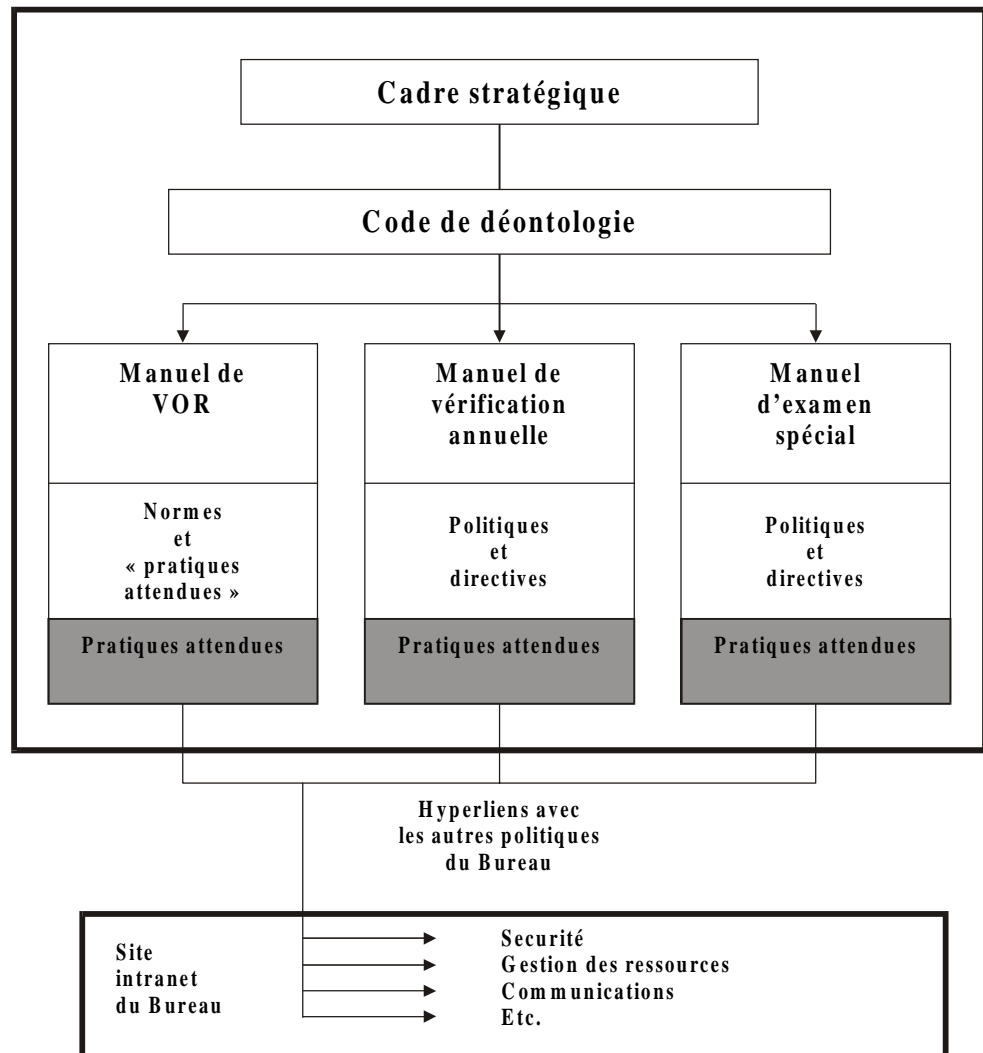 Cadre stratégique
Code de déontologie
Manuel de
VOR
Normes
et
« pratiques
attendues »
Pratiques attendues
Manuel de
vérification
annuelle
Politiques
et
directives
Pratiques attendues
Manuel
d’examen
spécial
Politiques
et
directives
Pratiques attendues
Hyperliens avec
les autres politiques
du Bureau
Site
intranet
du Bureau
Securité
Gestion des ressources
Communications
Etc.